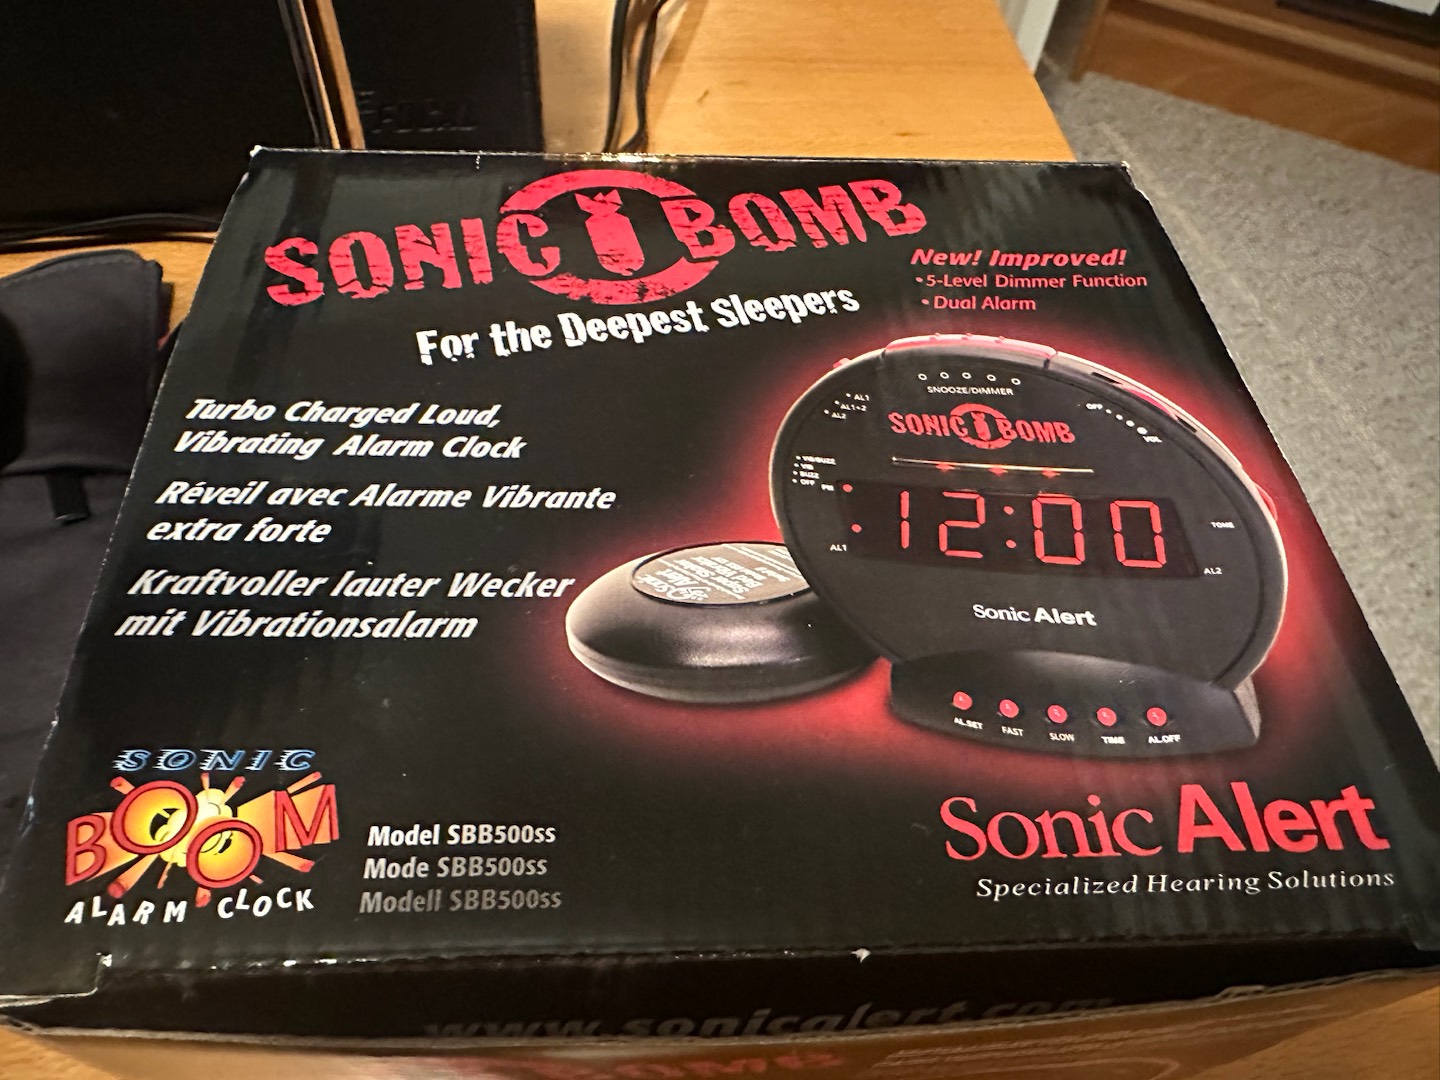 FOCAL
SONIC BOMB
For the Deepest Sleepers
New! Improved!
• 5-Level Dimmer Function
• Dual Alarm
Turbo Charged Loud,
Vibrating Alarm Clock
Réveil avec Alarme Vibrante
extra forte
Kraftvoller lauter Wecker
mit Vibrationsalarm
SNOOZE/DIMMER
AL1
AL1+2
AL2
OFF
VOL
SONIC BOMB
VIB/BUZZ
VIB
BUZZ
OFF
PM
12:00
TONE
AL1
AL2
Sonic Alert
AL.SET
FAST
SLOW
TIME
AL.OFF
SONIC
BOOM
ALARM CLOCK
Model SBB500ss
Mode SBB500ss
Modell SBB500ss
Sonic Alert
Specialized Hearing Solutions
www.sonicalert.com